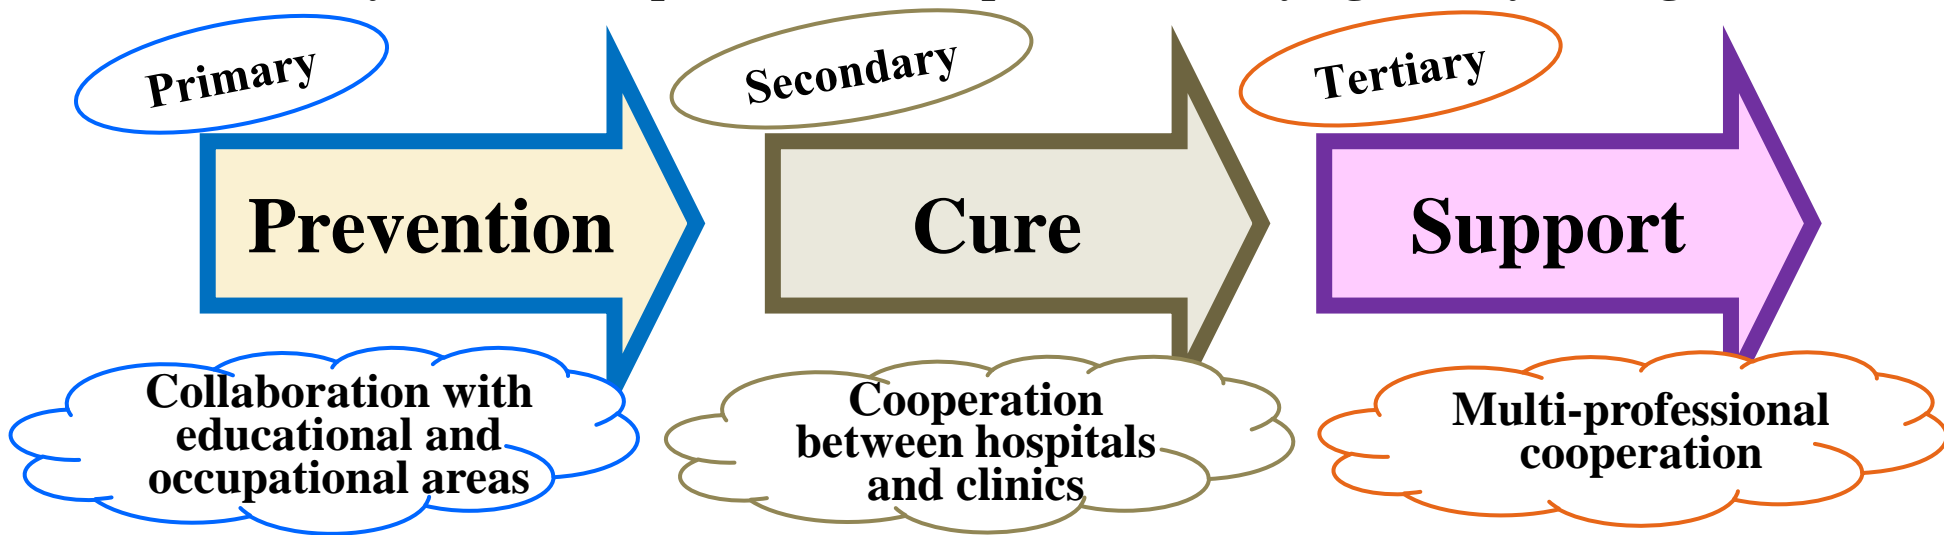 Primary
Secondary
Tertiary
Prevention
Cure
Support
Collaboration with
educational and
occupational areas
Cooperation
between hospitals
and clinics
Multi-professional
cooperation